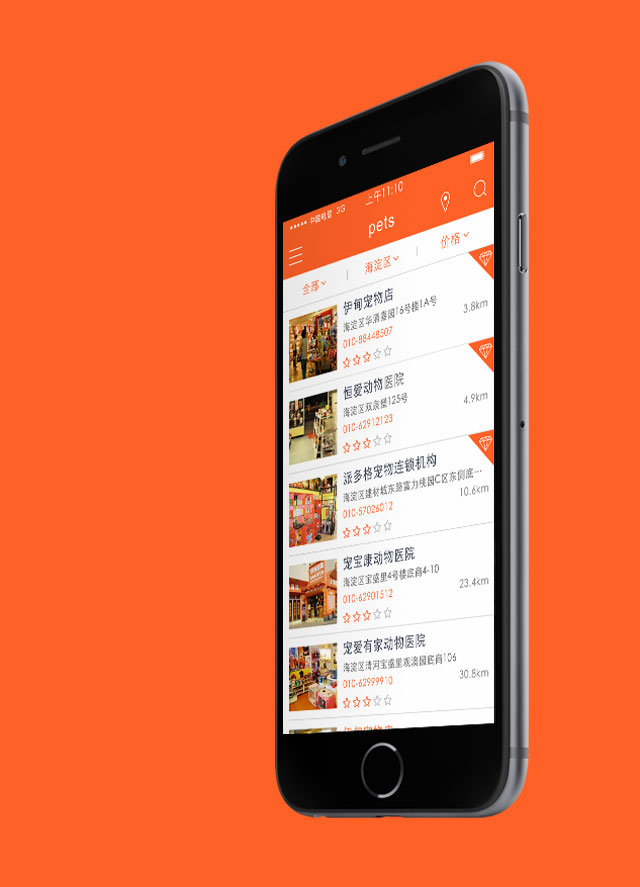 中国电信 3G 上午11:10
pets
全部 海淀区 价格
伊甸宠物店
海淀区华清嘉园16号楼1A号
3.8km
010-88448507
恒爱动物医院
海淀区双泉堡125号
4.9km
010-62912123
派多格宠物连锁机构
海淀区建材城东路富力桃园C区东侧底…
10.6km
010-57026012
宠宝康动物医院
海淀区宝盛里4号楼底商4-10
23.4km
010-62901512
宠爱有家动物医院
海淀区清河宝盛里观澳园底商106
30.8km
010-62999910
伊甸宠物店